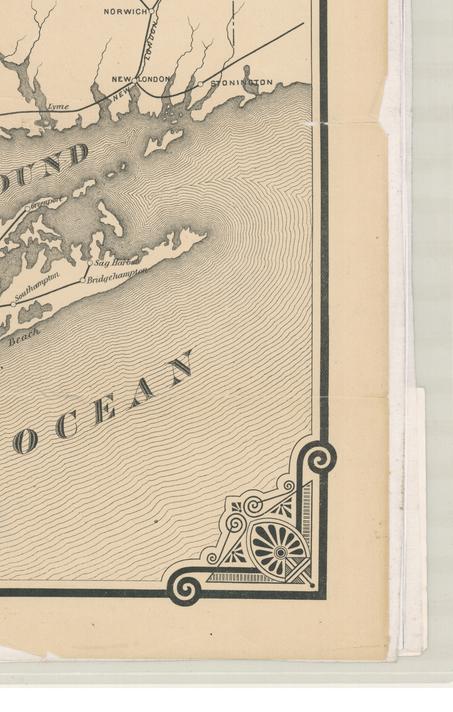 NORWICH
LONDON
NEW LONDON
NEW
STONINGTON
Lyme
OUND
Greenport
Sag Harbor
Bridgehampton
Southampton
Beach
OCEAN